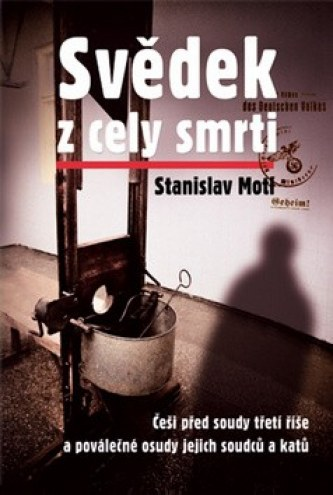 Svědek
z cely smrti
Stanislav Motl
des Deutschen Volkes
Geheim!
Češi před soudy třetí říše
a poválečné osudy jejich soudců a katů